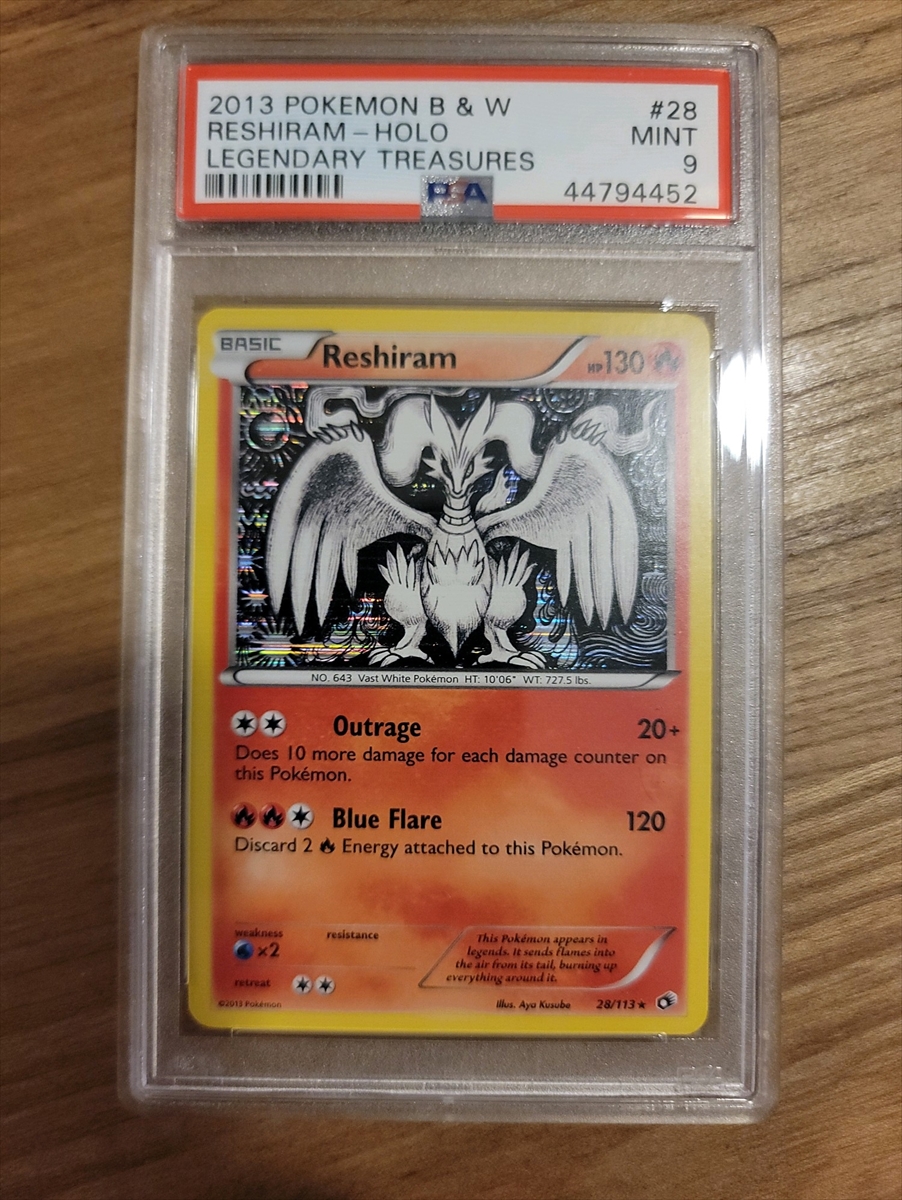 2013 POKEMON B & W #28
RESHIRAM - HOLO MINT
LEGENDARY TREASURES 9
PSA 44794452
BASIC Reshiram HP130
NO. 643 Vast White Pokémon HT: 10'06" WT: 727.5 lbs.
Outrage 20+
Does 10 more damage for each damage counter on
this Pokémon.
Blue Flare 120
Discard 2 Energy attached to this Pokémon.
weakness resistance
×2
retreat
This Pokémon appears in
legends. It sends flames into
the air from its tail, burning up
everything around it.
©2013 Pokémon Illus. Ayo Kusube 28/113★